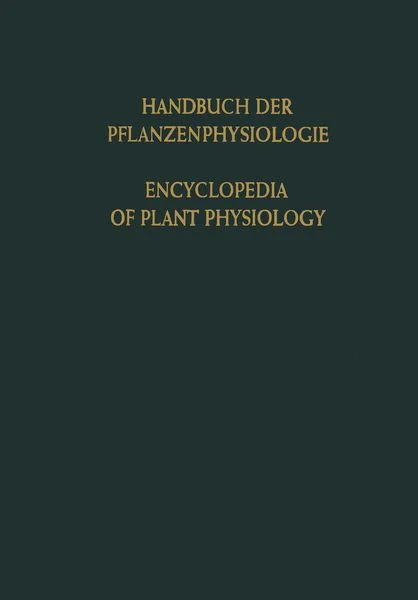 HANDBUCH DER
PFLANZENPHYSIOLOGIE
ENCYCLOPEDIA
OF PLANT PHYSIOLOGY